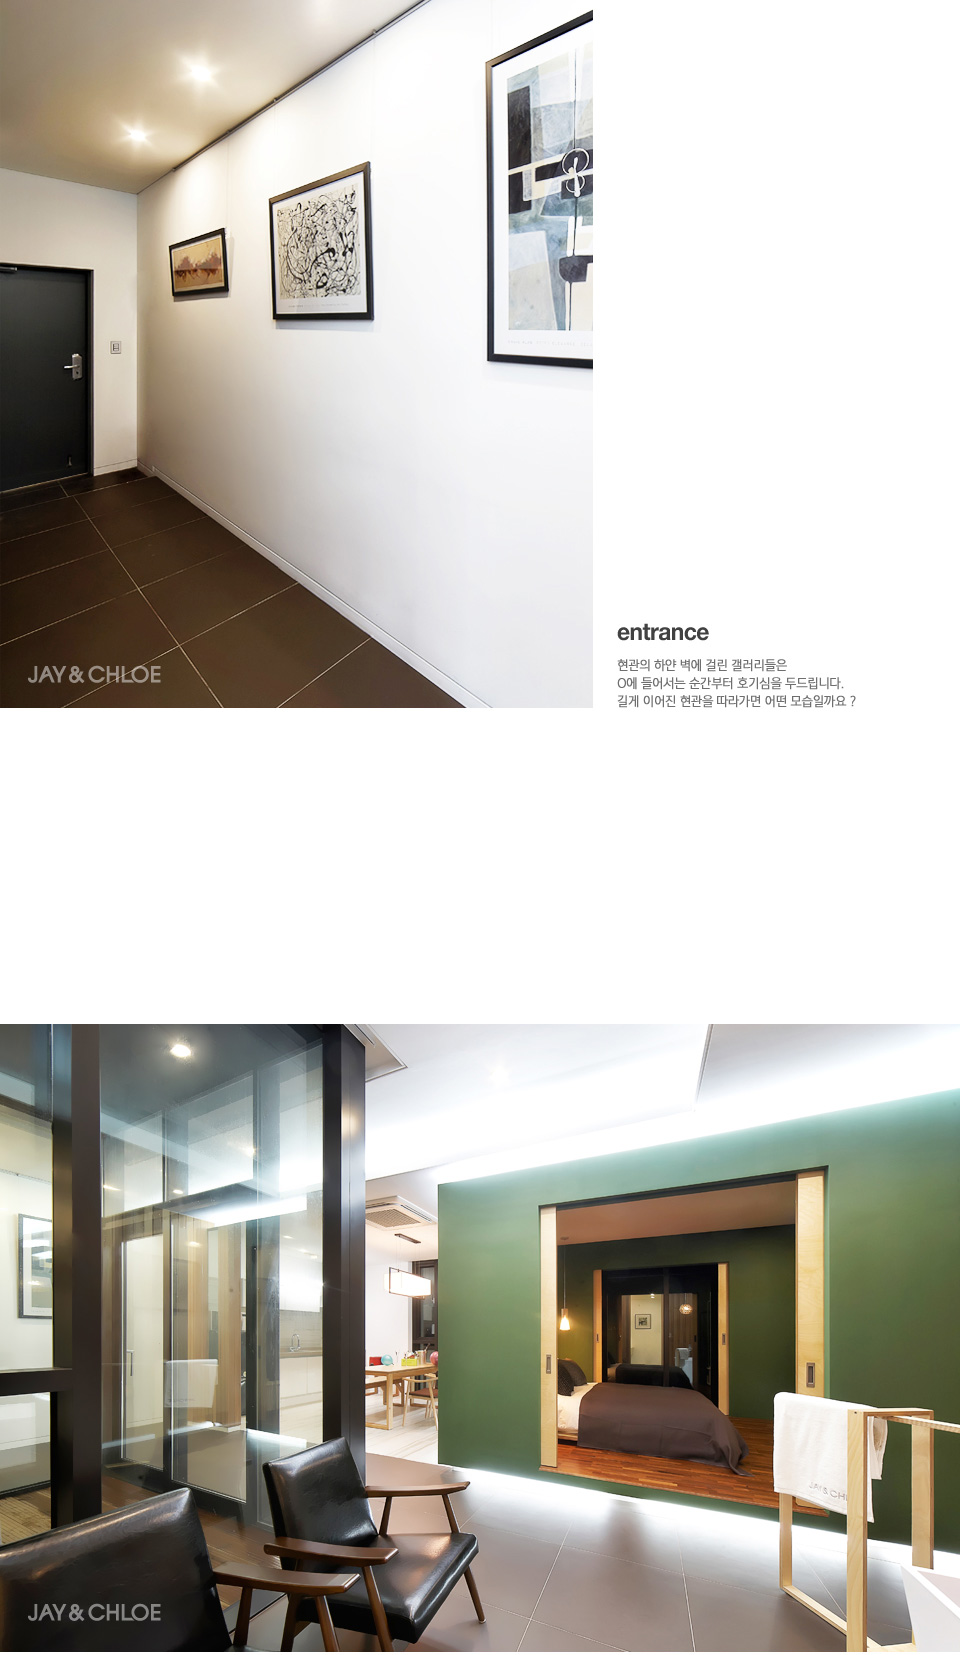 JAY & CHLOE
entrance
현관의 하얀 벽에 걸린 갤러리들은
O에 들어서는 순간부터 호기심을 두드립니다.
길게 이어진 현관을 따라가면 어떤 모습일까요 ?
JAY & CHLO
JAY & CHLOE